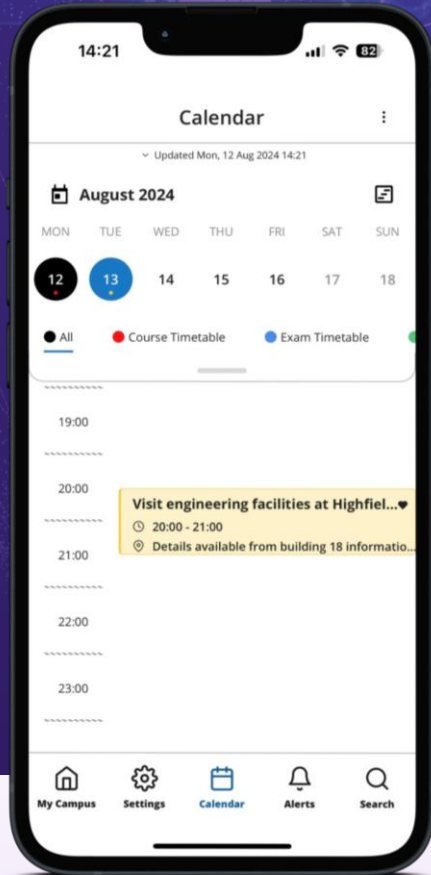 14:21
82
Calendar
Updated Mon, 12 Aug 2024 14:21
August 2024
MON TUE WED THU FRI SAT SUN
12 13 14 15 16 17 18
All Course Timetable Exam Timetable
19:00
20:00
Visit engineering facilities at Highfiel...♥
20:00 - 21:00
Details available from building 18 informatio...
21:00
22:00
23:00
My Campus Settings Calendar Alerts Search